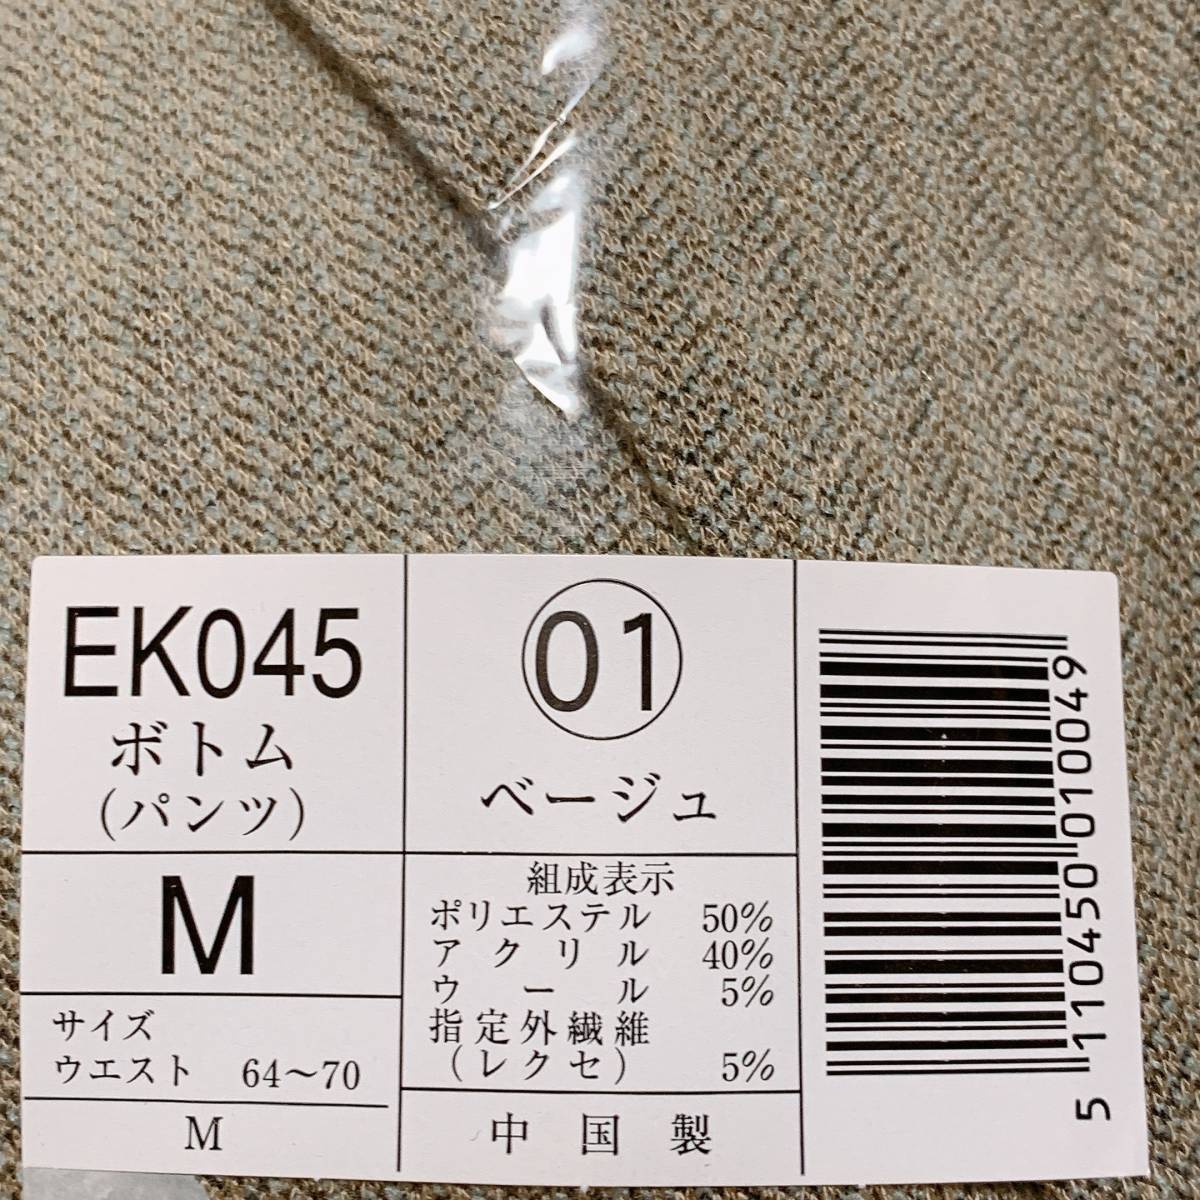 EK045
ボトム
(パンツ)
M
サイズ
ウエスト 64～70
M
01
ベージュ
組成表示
ポリエステル 50%
アクリル 40%
ウール 5%
指定外繊維
(レクセ) 5%
中国製
5110450010049